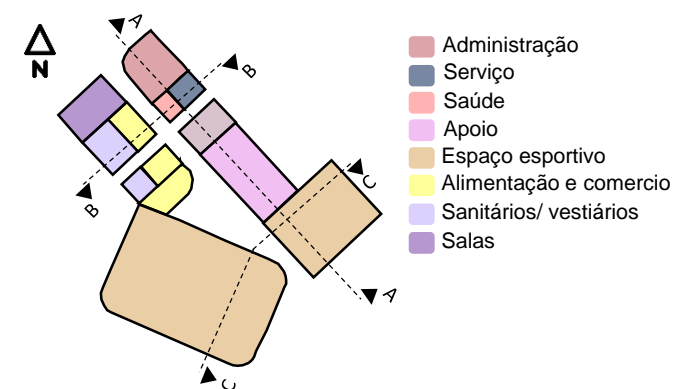 A
B
N
Administração
Serviço
Saúde
Apoio
Espaço esportivo
Alimentação e comercio
Sanitários/ vestiários
Salas
C
B
A
C